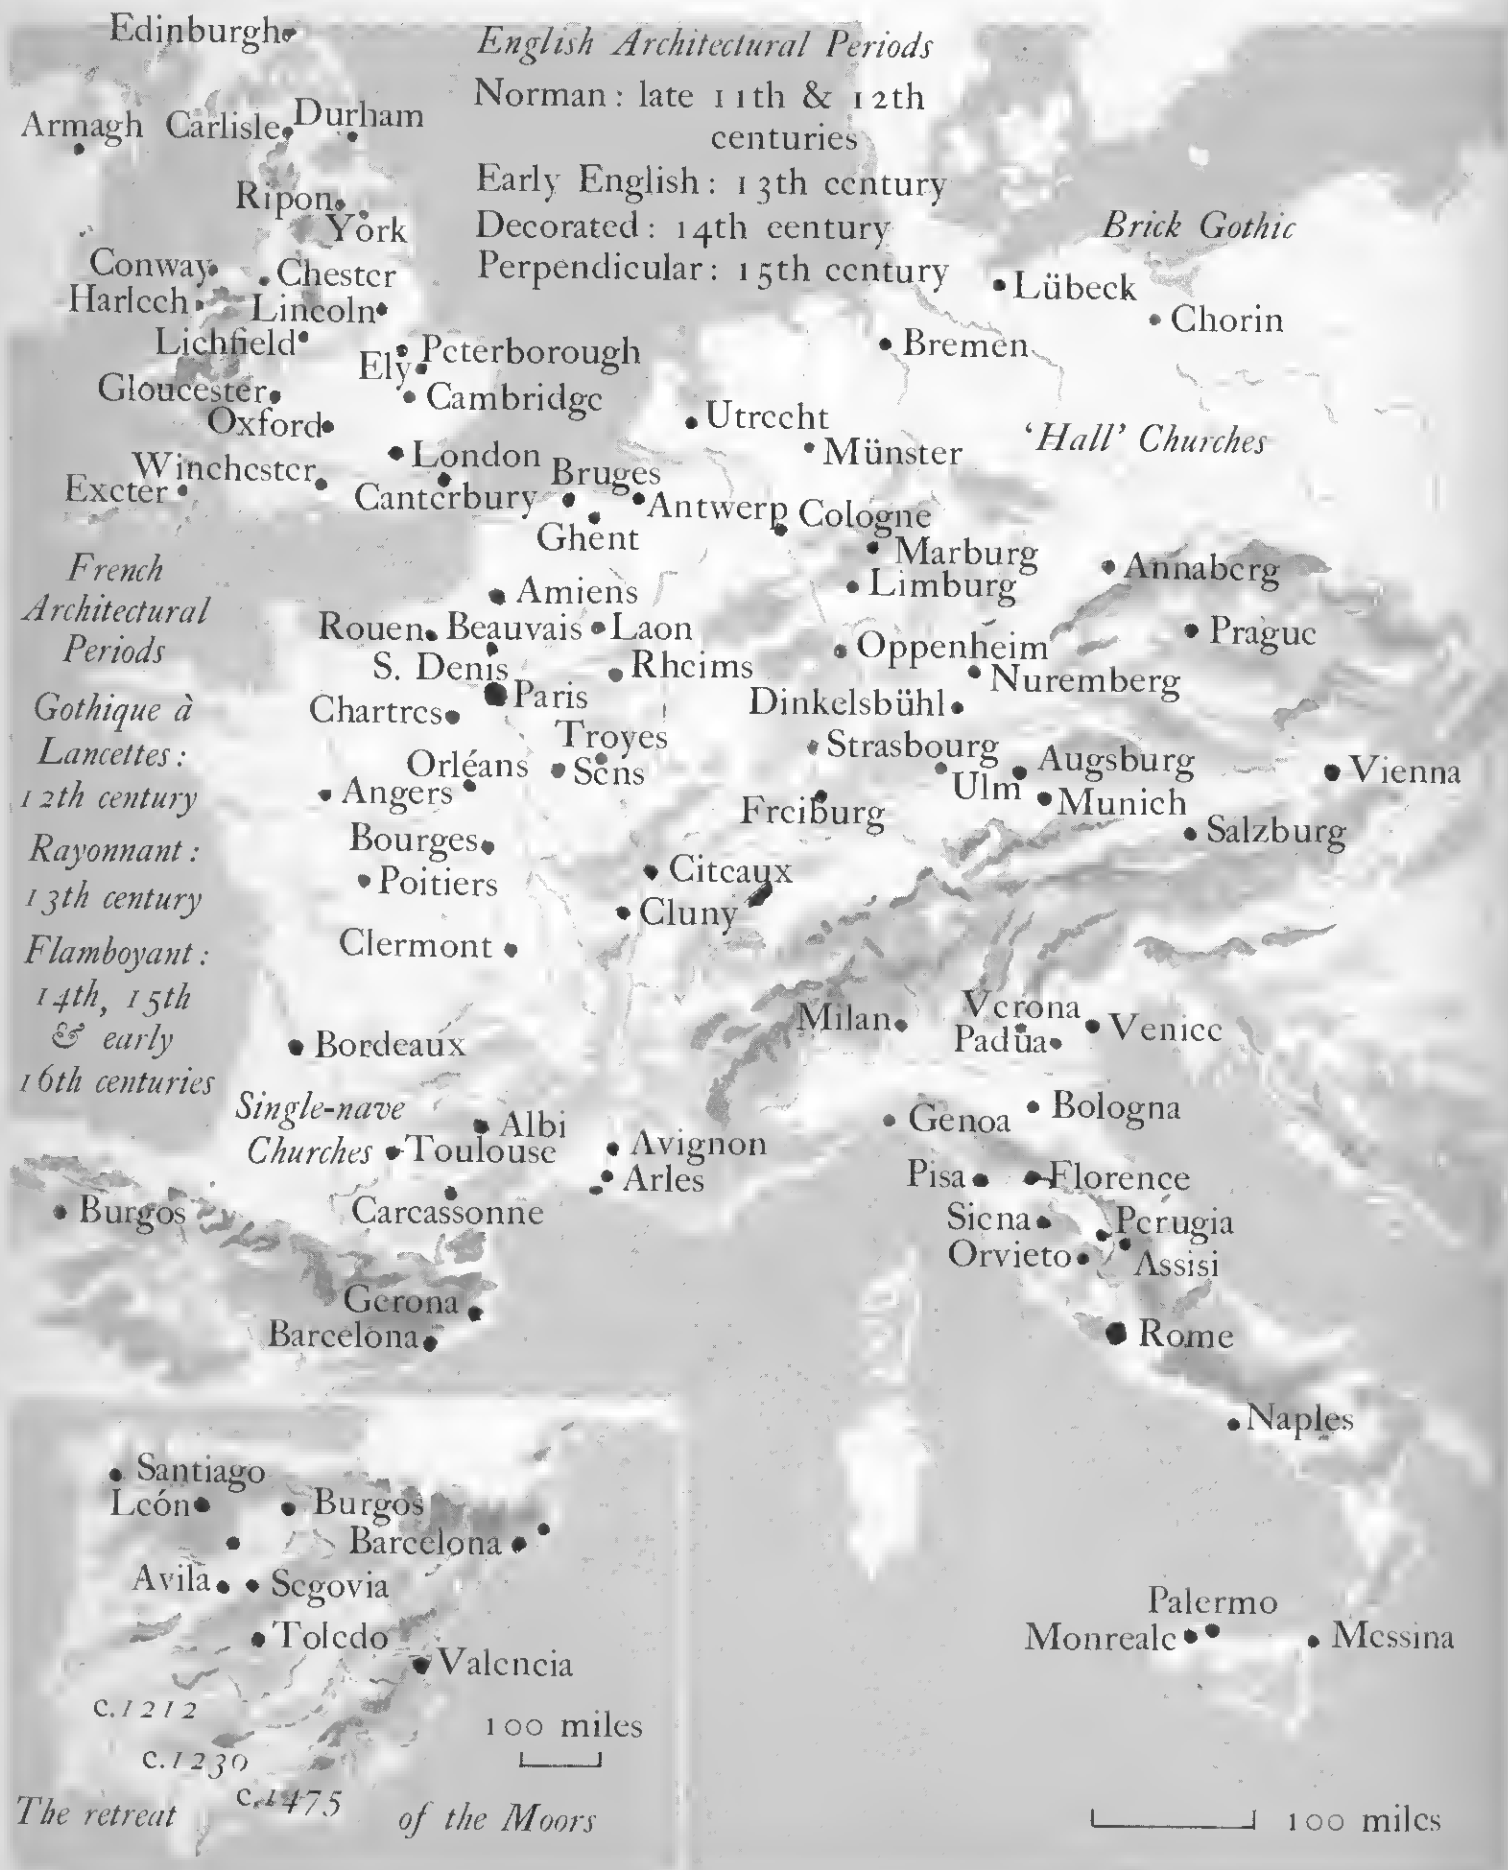 Edinburgh
English Architectural Periods
Norman: late 11th & 12th
centuries
Early English: 13th century
Decorated: 14th century
Perpendicular: 15th century
Armagh
Carlisle
Durham
Ripon
York
Conway
Chester
Harlech
Lincoln
Lichfield
Ely
Peterborough
Gloucester
Cambridge
Oxford
Winchester
London
Exeter
Canterbury
Brick Gothic
Lübeck
Chorin
Bremen
Utrecht
'Hall' Churches
Münster
Bruges
Antwerp
Cologne
Ghent
Marburg
Annaberg
Limburg
French
Architectural
Periods
Gothique à
Lancettes:
12th century
Rayonnant:
13th century
Flamboyant:
14th, 15th
& early
16th centuries
Amiens
Rouen
Beauvais
Laon
S. Denis
Rheims
Paris
Chartres
Troyes
Orléans
Sens
Angers
Bourges
Poitiers
Citeaux
Cluny
Clermont
Oppenheim
Prague
Nuremberg
Dinkelsbühl
Strasbourg
Augsburg
Ulm
Vienna
Munich
Freiburg
Salzburg
Milan
Verona
Padua
Venice
Bordeaux
Single-nave
Churches
Albi
Toulouse
Avignon
Arles
Carcassonne
Burgos
Gerona
Barcelona
Genoa
Bologna
Pisa
Florence
Siena
Perugia
Orvieto
Assisi
Rome
Naples
Palermo
Monreale
Messina
100 miles
Santiago
León
Burgos
Barcelona
Avila
Segovia
Toledo
Valencia
c.1212
c.1230
c.1475
100 miles
The retreat of the Moors